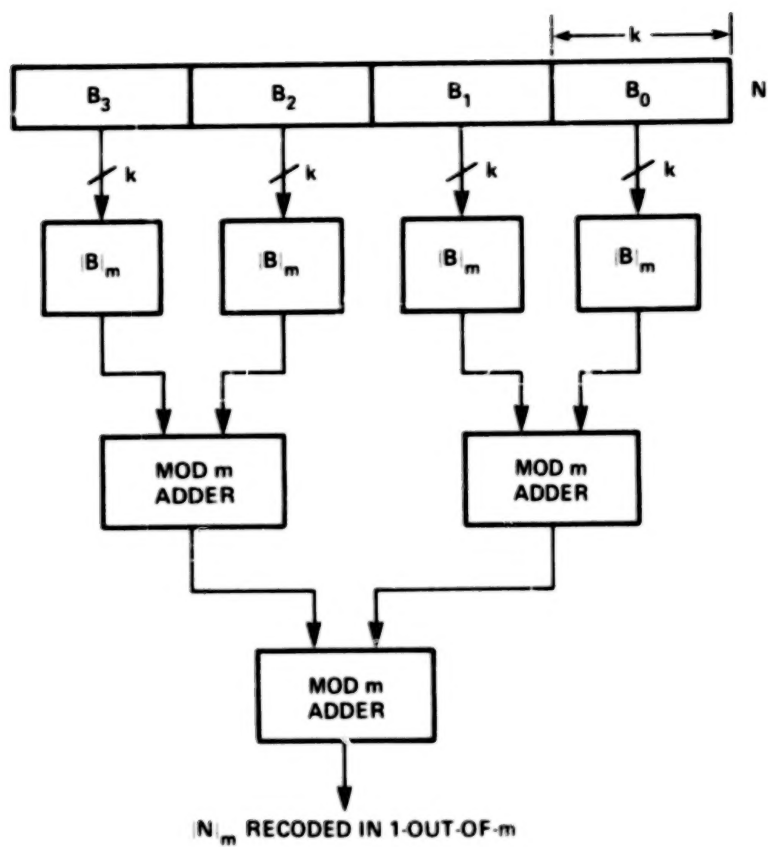 k
B₃ B₂ B₁ B₀ N
k k k k
|B|ₘ |B|ₘ |B|ₘ |B|ₘ
MOD m
ADDER
MOD m
ADDER
MOD m
ADDER
|N|ₘ RECODED IN 1-OUT-OF-m